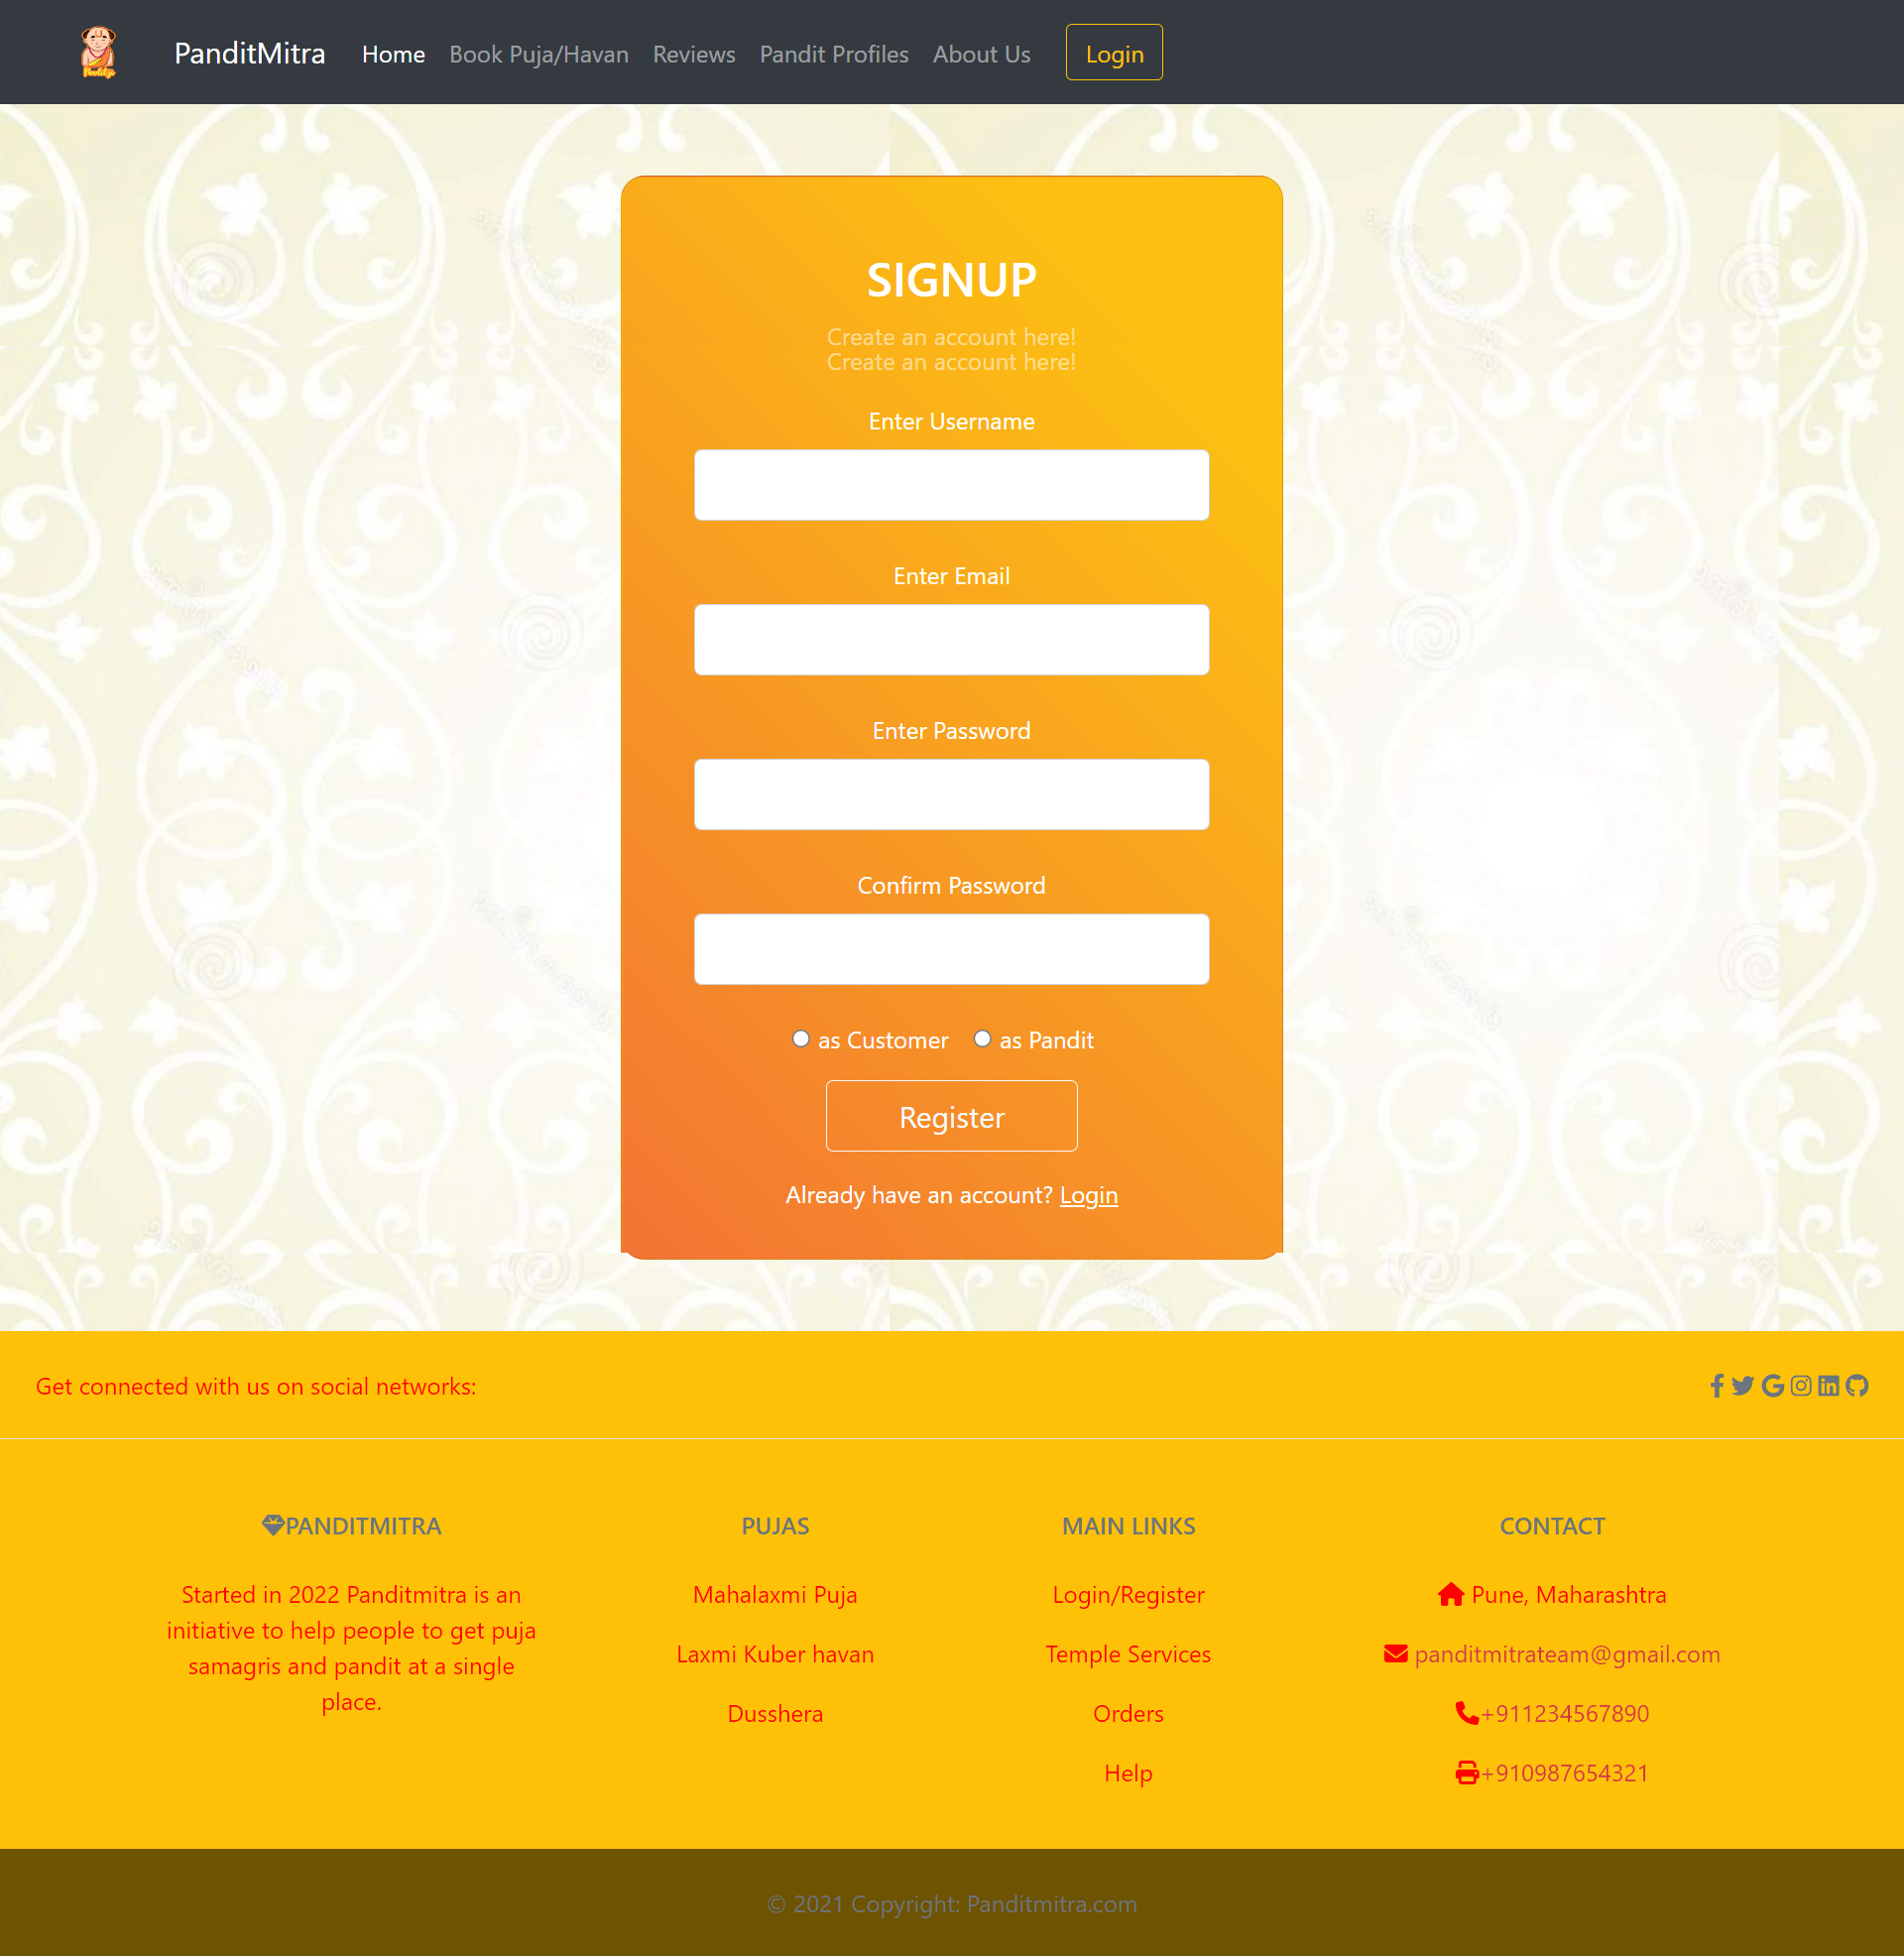 PanditMitra
Home
Book Puja/Havan
Reviews
Pandit Profiles
About Us
Login
SIGNUP
Create an account here!
Create an account here!
Enter Username
Enter Email
Enter Password
Confirm Password
as Customer
as Pandit
Register
Already have an account? Login
Get connected with us on social networks:
PANDITMITRA
Started in 2022 Panditmitra is an
initiative to help people to get puja
samagris and pandit at a single
place.
PUJAS
Mahalaxmi Puja
Laxmi Kuber havan
Dusshera
MAIN LINKS
Login/Register
Temple Services
Orders
Help
CONTACT
Pune, Maharashtra
panditmitrateam@gmail.com
+911234567890
+910987654321
© 2021 Copyright: Panditmitra.com